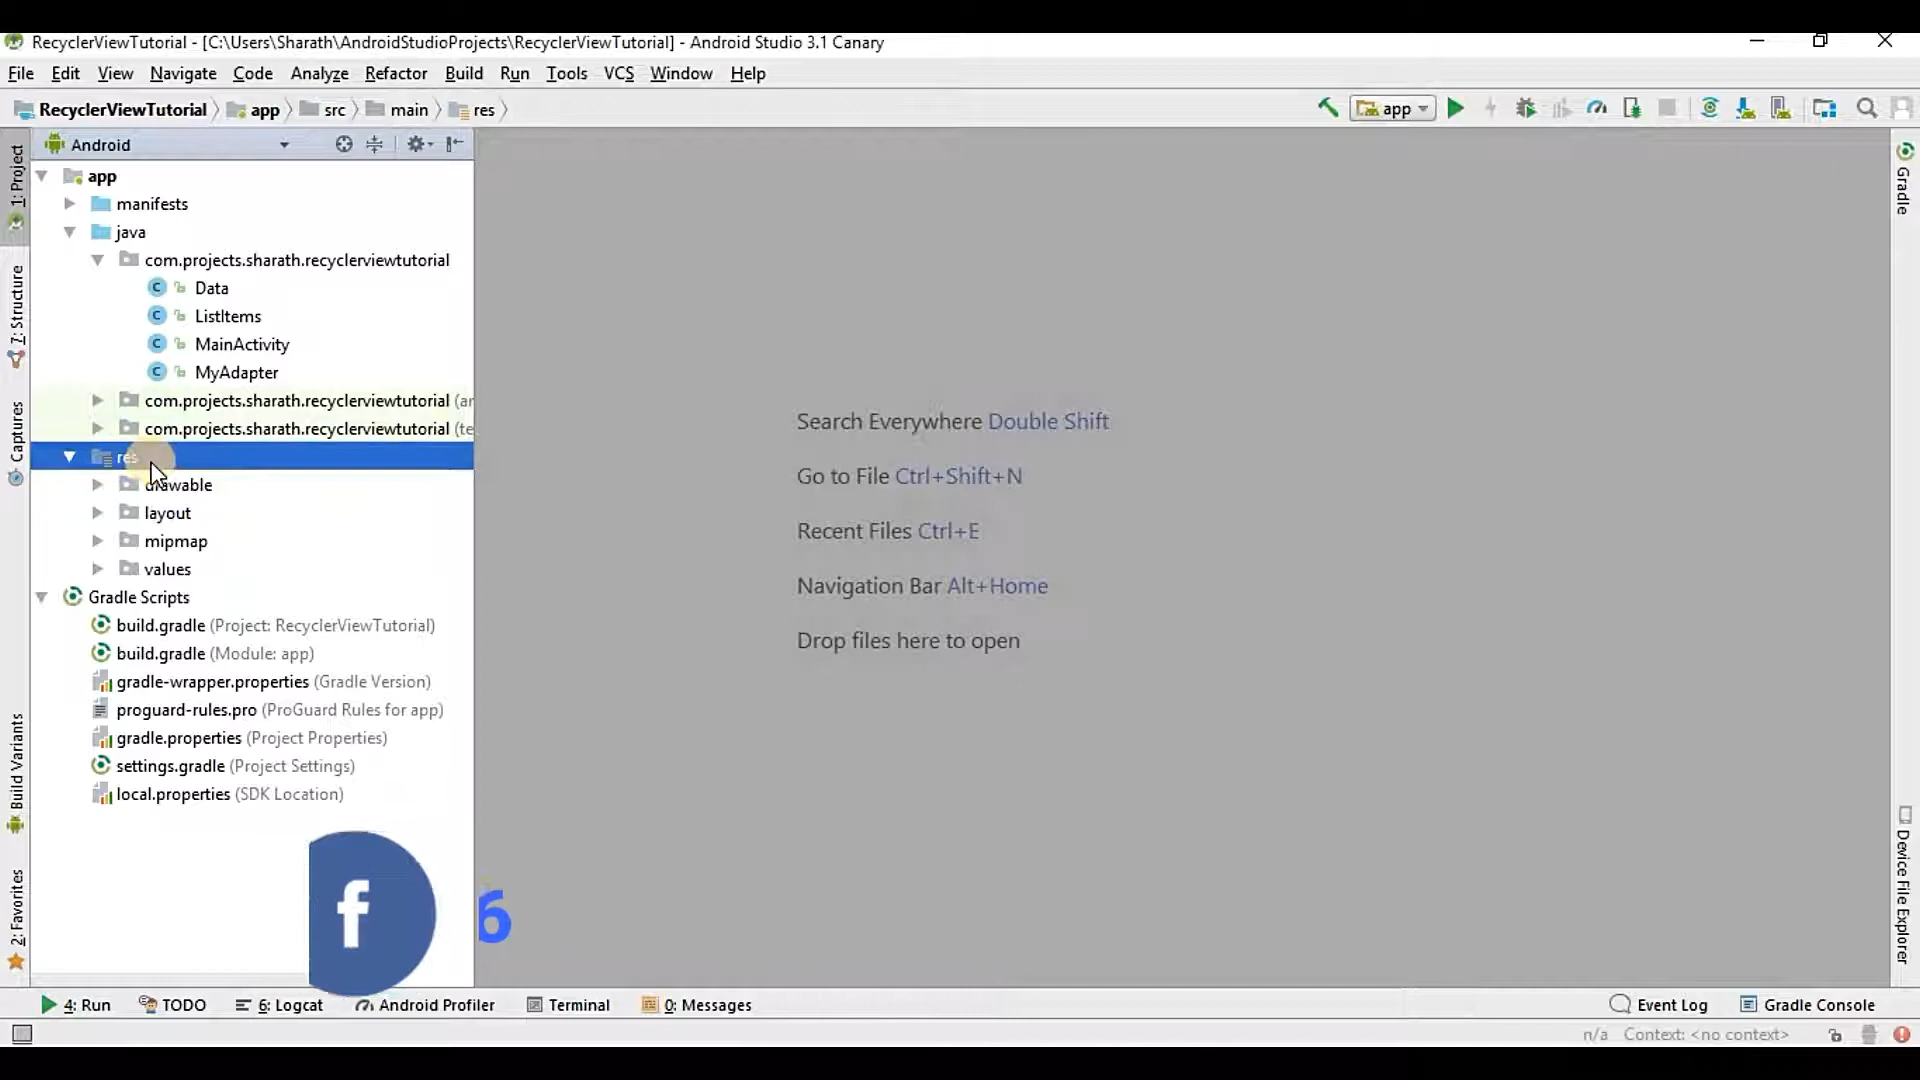 RecyclerViewTutorial - [C:\Users\Sharath\AndroidStudioProjects\RecyclerViewTutorial] - Android Studio 3.1 Canary
File Edit View Navigate Code Analyze Refactor Build Run Tools VCS Window Help
RecyclerViewTutorial app src main res
app
Android
1: Project
7: Structure
Captures
Build Variants
2: Favorites
app
manifests
java
com.projects.sharath.recyclerviewtutorial
C Data
C ListItems
C MainActivity
C MyAdapter
com.projects.sharath.recyclerviewtutorial (ar
com.projects.sharath.recyclerviewtutorial (te
res
drawable
layout
mipmap
values
Gradle Scripts
build.gradle (Project: RecyclerViewTutorial)
build.gradle (Module: app)
gradle-wrapper.properties (Gradle Version)
proguard-rules.pro (ProGuard Rules for app)
gradle.properties (Project Properties)
settings.gradle (Project Settings)
local.properties (SDK Location)
f 6
Search Everywhere Double Shift
Go to File Ctrl+Shift+N
Recent Files Ctrl+E
Navigation Bar Alt+Home
Drop files here to open
Gradle
Device File Explorer
4: Run TODO 6: Logcat Android Profiler Terminal 0: Messages Event Log Gradle Console
n/a Context: <no context>